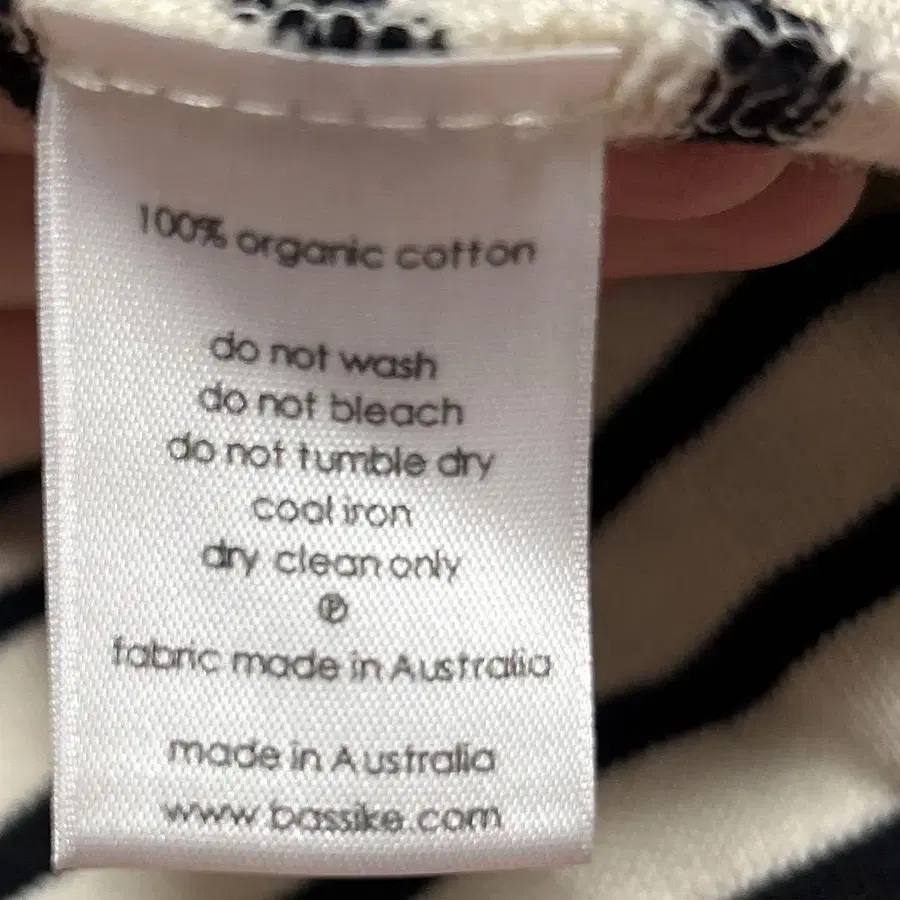 100% organic cotton
do not wash
do not bleach
do not tumble dry
cool iron
dry clean only
Ⓟ
fabric made in Australia
made in Australia
www.bassike.com